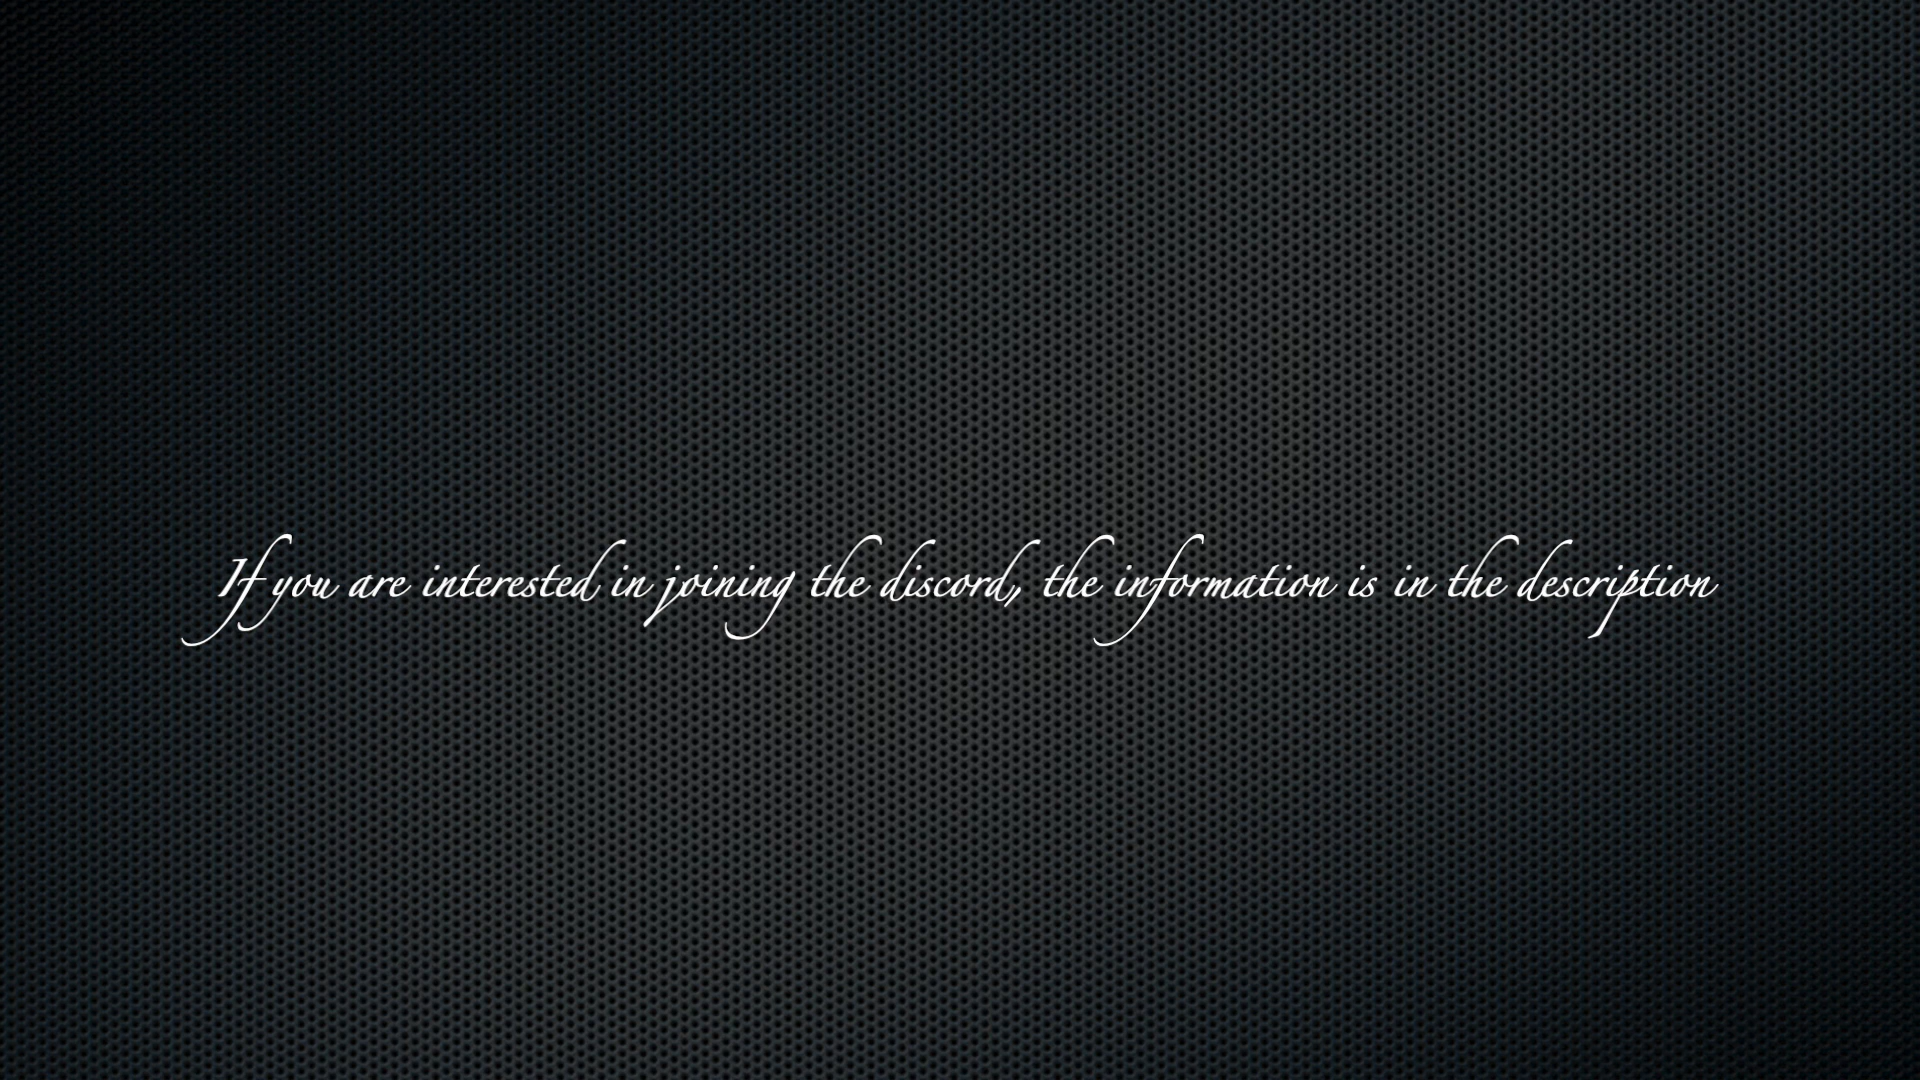 If you are interested in joining the discord, the information is in the description